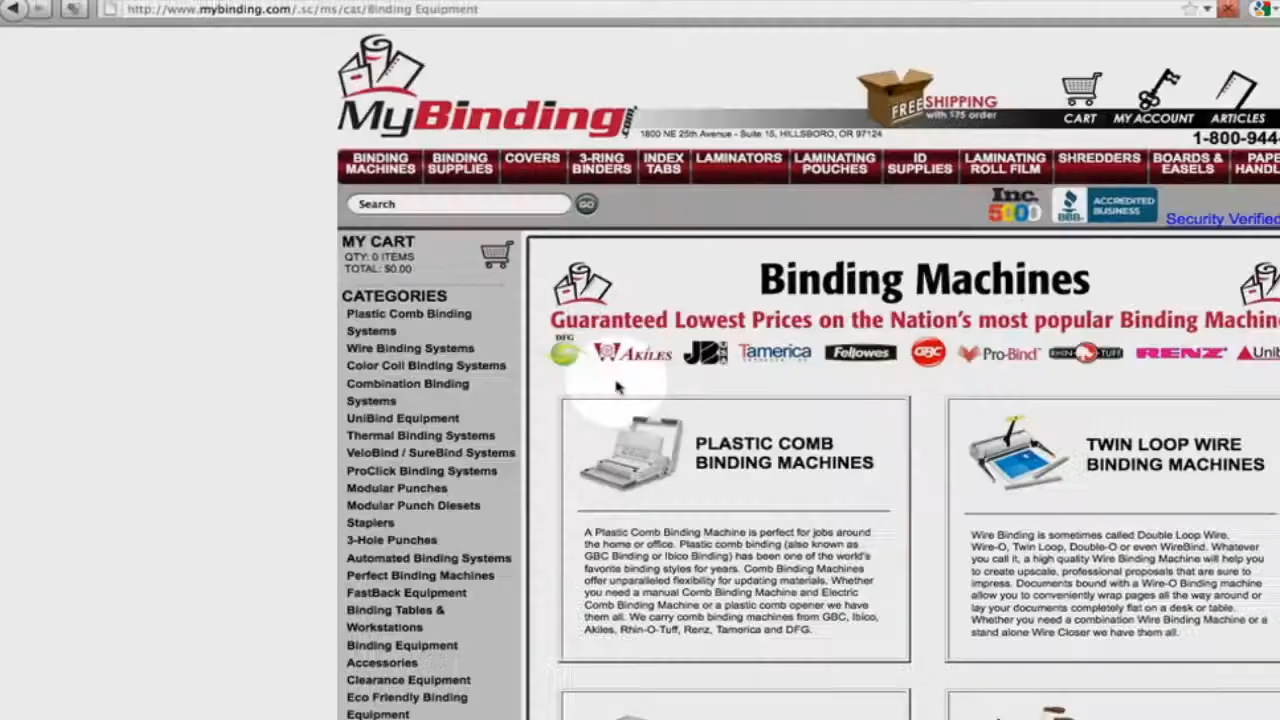 http://www.mybinding.com/.sc/ms/cat/Binding Equipment
MyBinding.com
1800 NE 25th Avenue - Suite 15, HILLSBORO, OR 97124
FREE SHIPPING
with $75 order
CART
MY ACCOUNT
ARTICLES
1-800-944
BINDING MACHINES
BINDING SUPPLIES
COVERS
3-RING BINDERS
INDEX TABS
LAMINATORS
LAMINATING POUCHES
ID SUPPLIES
LAMINATING ROLL FILM
SHREDDERS
BOARDS & EASELS
PAPE
HANDL
Search
GO
Inc.
5000
BBB
ACCREDITED
BUSINESS
Security Verified
MY CART
QTY: 0 ITEMS
TOTAL: $0.00
CATEGORIES
Plastic Comb Binding
Systems
Wire Binding Systems
Color Coil Binding Systems
Combination Binding
Systems
UniBind Equipment
Thermal Binding Systems
VeloBind / SureBind Systems
ProClick Binding Systems
Modular Punches
Modular Punch Diesets
Staplers
3-Hole Punches
Automated Binding Systems
Perfect Binding Machines
FastBack Equipment
Binding Tables &
Workstations
Binding Equipment
Accessories
Clearance Equipment
Eco Friendly Binding
Equipment
Binding Machines
Guaranteed Lowest Prices on the Nation's most popular Binding Machin
DFG
AKILES
Tamerica
Fellowes
GBC
Pro-Bind
RHIN-O-TUFF
RENZ
Unib
PLASTIC COMB
BINDING MACHINES
A Plastic Comb Binding Machine is perfect for jobs around
the home or office. Plastic comb binding (also known as
GBC Binding or Ibico Binding) has been one of the world's
favorite binding styles for years. Comb Binding Machines
offer unparalleled flexibility for updating materials. Whether
you need a manual Comb Binding Machine and Electric
Comb Binding Machine or a plastic comb opener we have
them all. We carry comb binding machines from GBC, Ibico,
Akiles, Rhin-O-Tuff, Renz, Tamerica and DFG.
TWIN LOOP WIRE
BINDING MACHINES
Wire Binding is sometimes called Double Loop Wire,
Wire-O, Twin Loop, Double-O or even WireBind. Whatever
you call it, a high quality Wire Binding Machine will help you
to create upscale, professional proposals that are sure to
impress. Documents bound with a Wire-O Binding machine
allow you to conveniently wrap pages all the way around or
lay your documents completely flat on a desk or table.
Whether you need a combination Wire Binding Machine or a
stand alone Wire Closer we have them all.